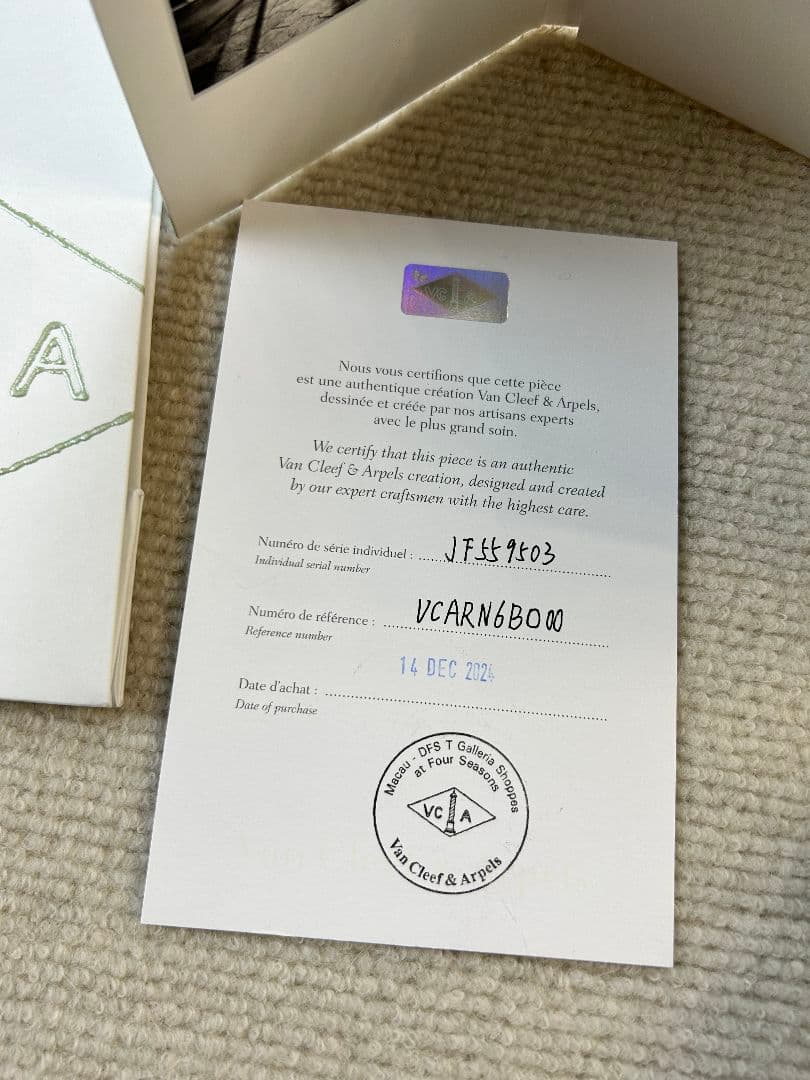 A
VC A
Nous vous certifions que cette pièce
est une authentique création Van Cleef & Arpels,
dessinée et créée par nos artisans experts
avec le plus grand soin.
We certify that this piece is an authentic
Van Cleef & Arpels creation, designed and created
by our expert craftsmen with the highest care.
Numéro de série individuel : JF559503
Individual serial number
Numéro de référence : VCARN6BO00
Reference number
14 DEC 2024
Date d'achat :
Date of purchase
Macau - DFS T Galleria Shoppes
at Four Seasons
VC A
Van Cleef & Arpels